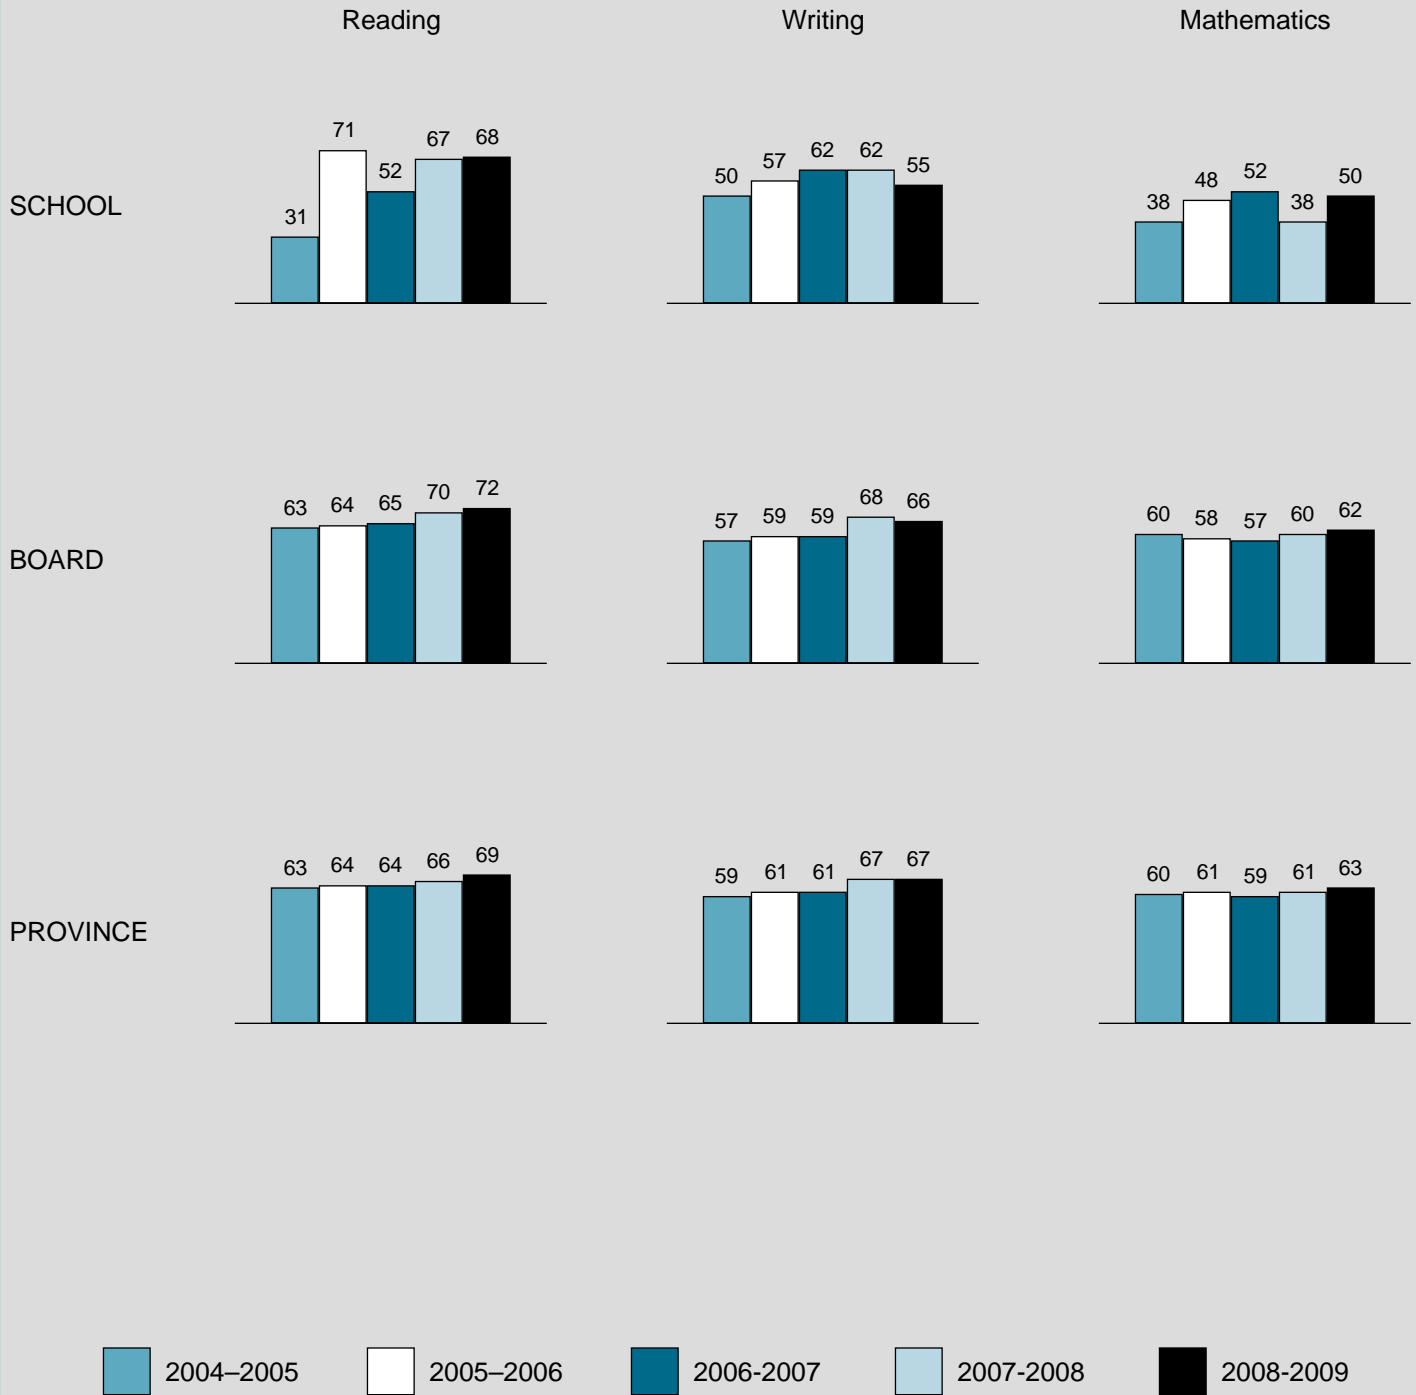 Reading Writing Mathematics
SCHOOL
31 71 52 67 68
50 57 62 62 55
38 48 52 38 50
BOARD
63 64 65 70 72
57 59 59 68 66
60 58 57 60 62
PROVINCE
63 64 64 66 69
59 61 61 67 67
60 61 59 61 63
2004–2005 2005–2006 2006-2007 2007-2008 2008-2009